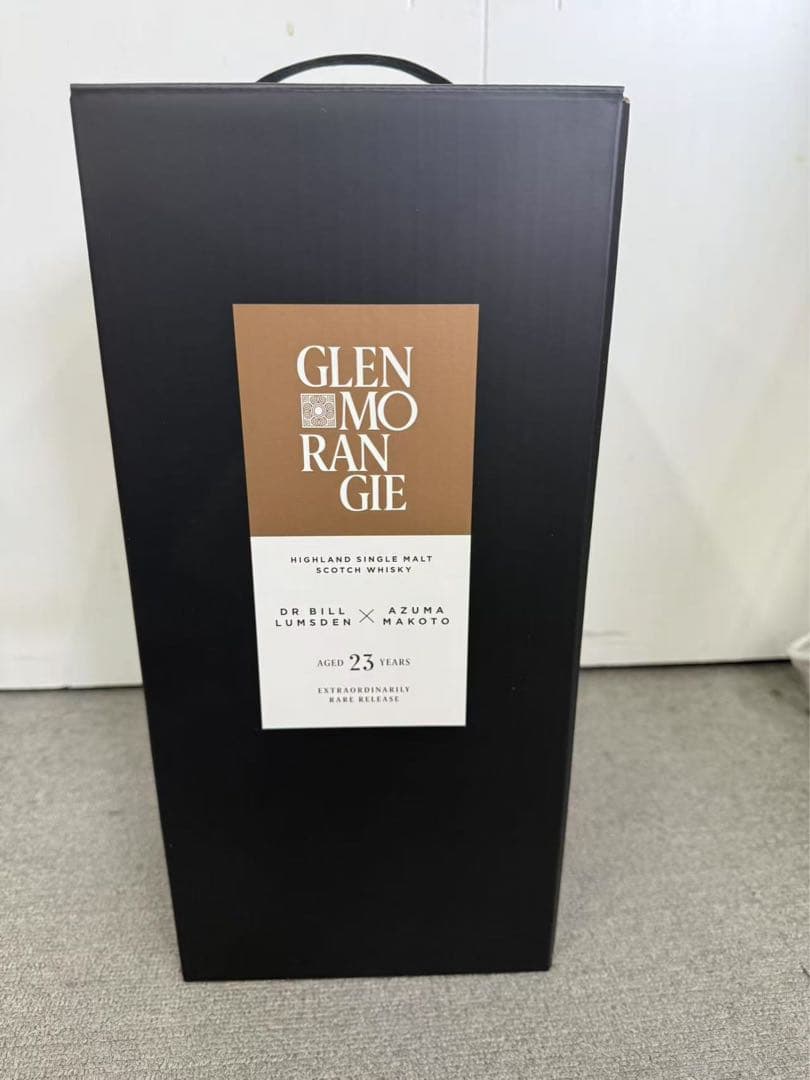 GLEN
MO
RAN
GIE
HIGHLAND SINGLE MALT
SCOTCH WHISKY
DR BILL LUMSDEN × AZUMA MAKOTO
AGED 23 YEARS
EXTRAORDINARILY
RARE RELEASE